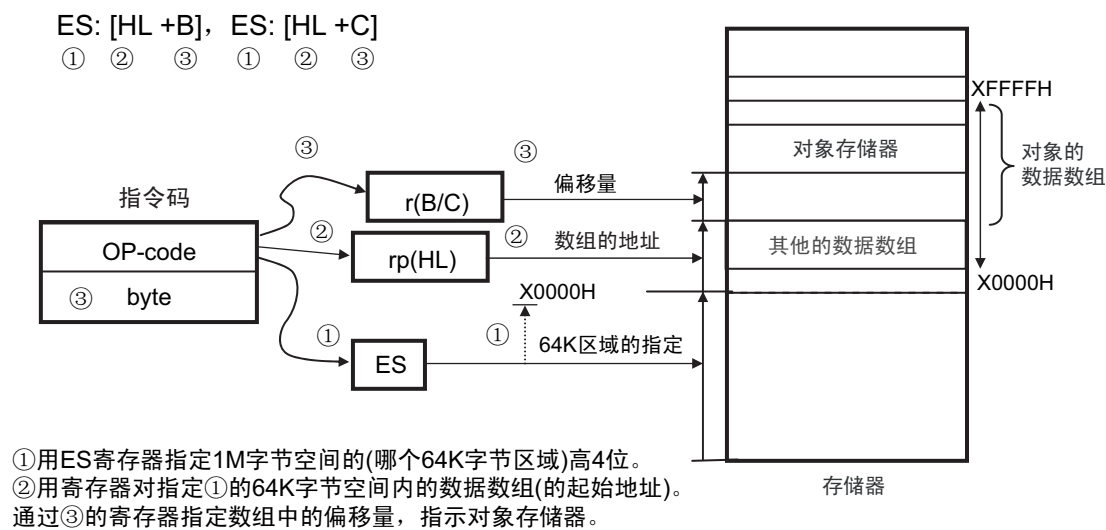 ES: [HL +B]，ES: [HL +C]
① ② ③ ① ② ③
XFFFFH
③
③
对象存储器
对象的
数据数组
指令码
r(B/C)
偏移量
OP-code
②
rp(HL)
②
数组的地址
其他的数据数组
③ byte
X0000H
X0000H
①
①
ES
64K区域的指定
①用ES寄存器指定1M字节空间的(哪个64K字节区域)高4位。
②用寄存器对指定①的64K字节空间内的数据数组(的起始地址)。
通过③的寄存器指定数组中的偏移量，指示对象存储器。
存储器